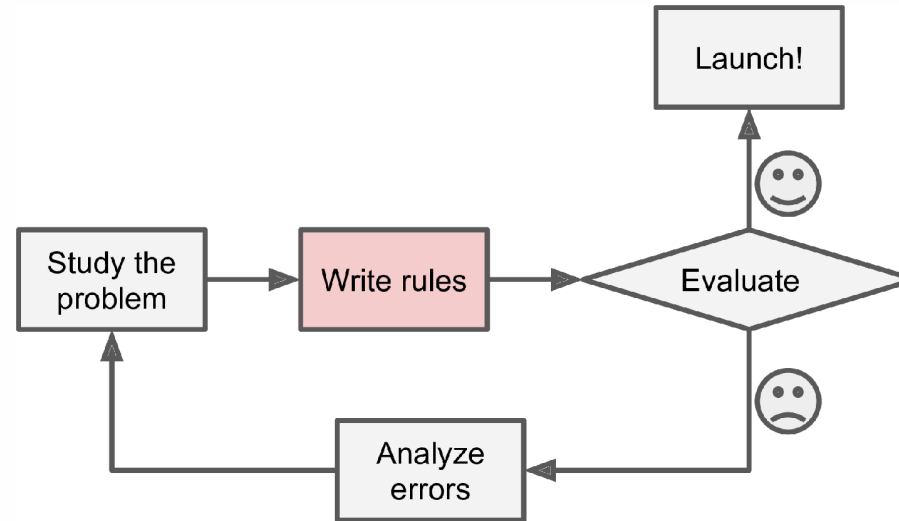 Launch!
Study the
problem
Write rules
Evaluate
Analyze
errors